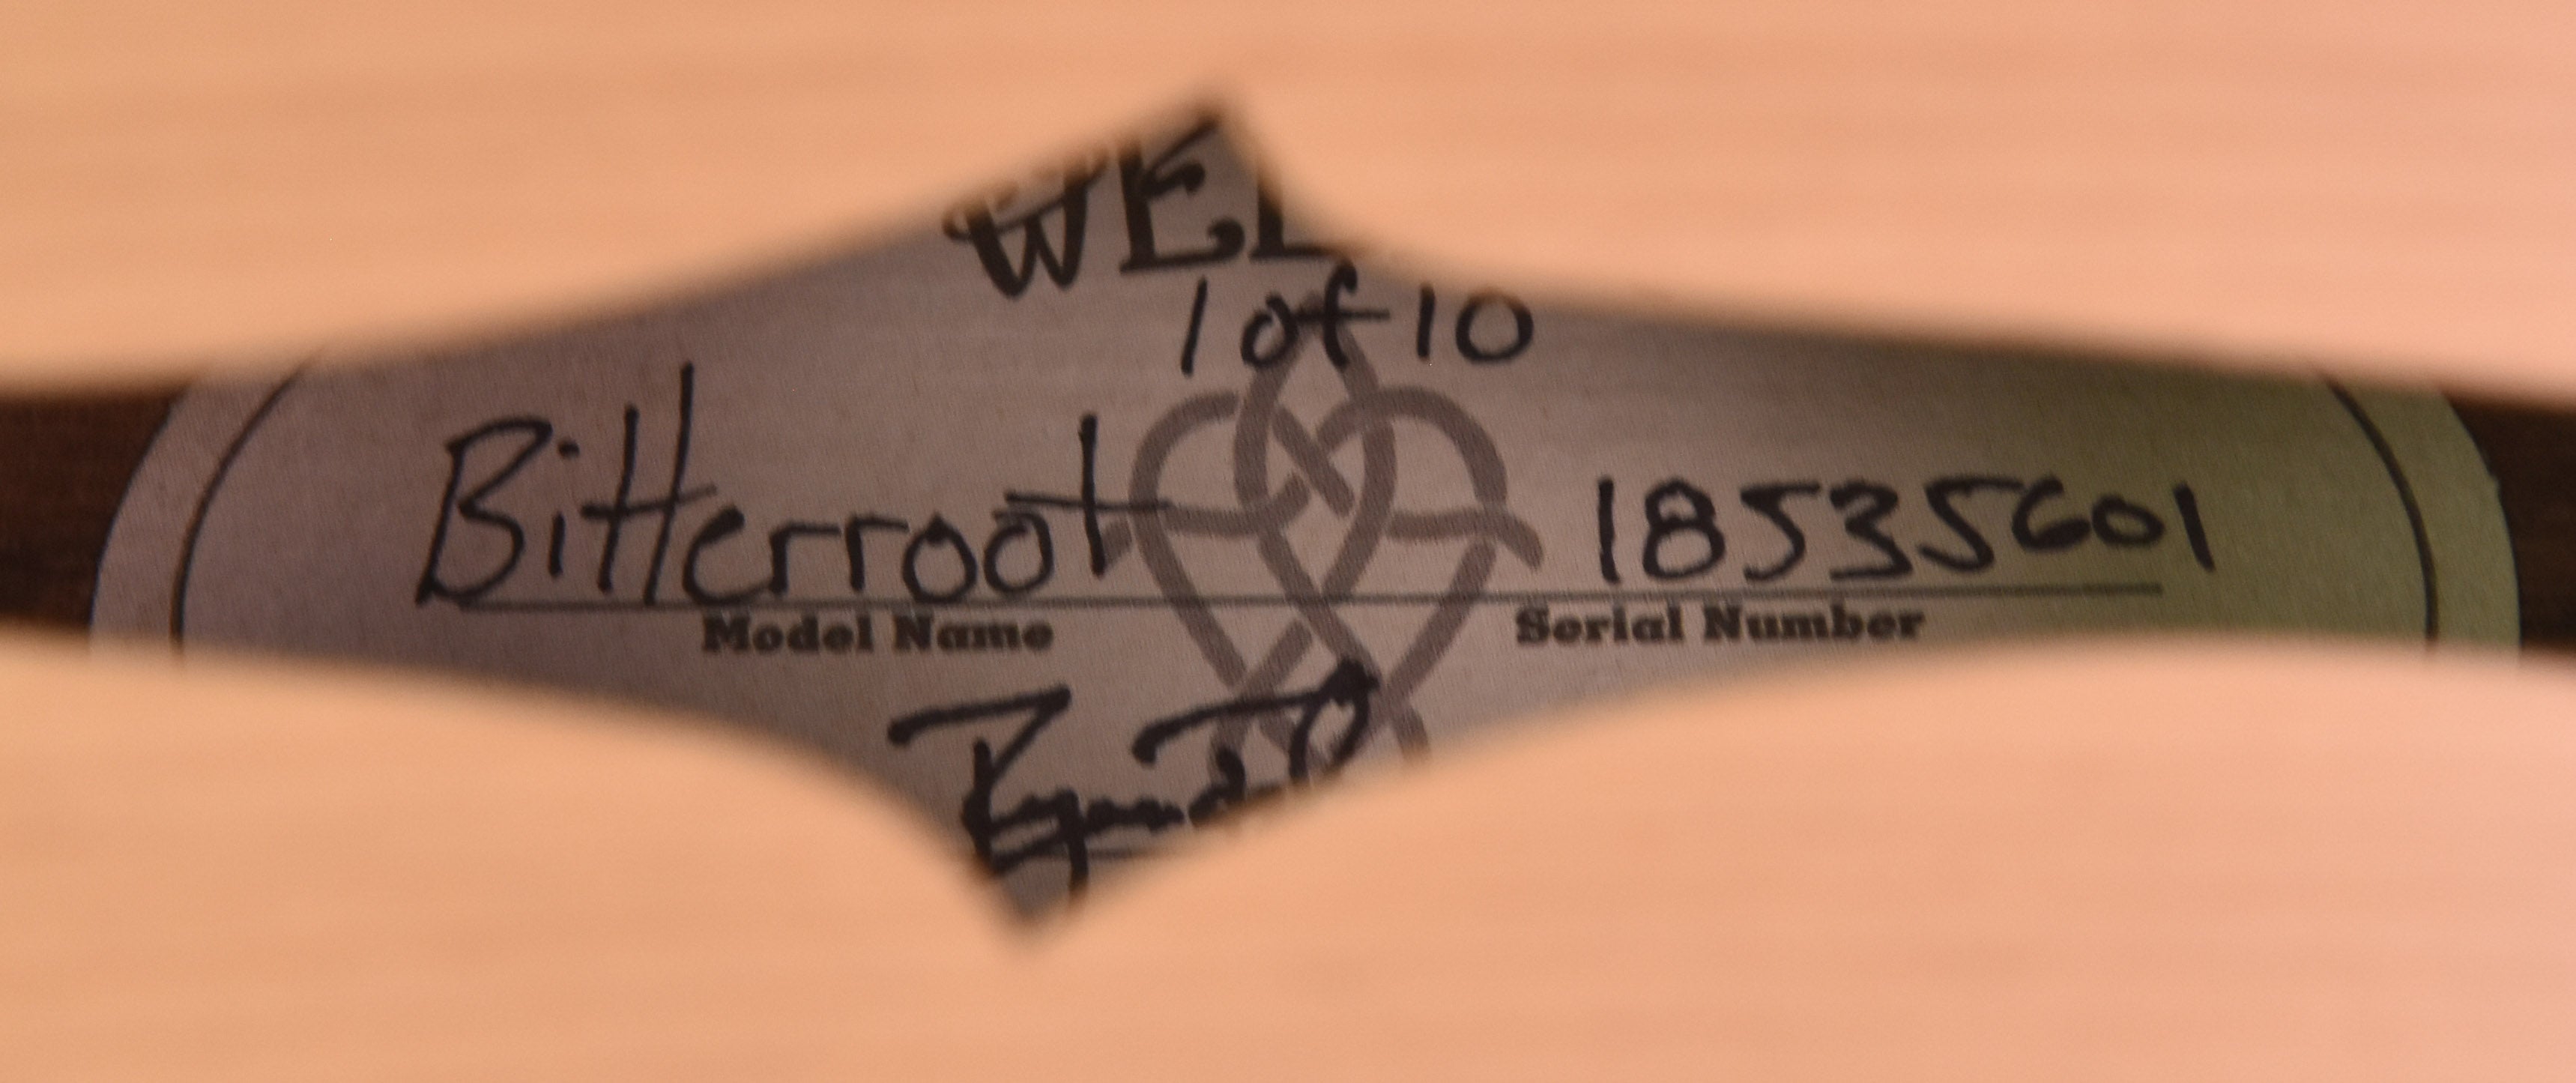 WEL
1 of 10
Bitterroot 18535601
Model Name Serial Number